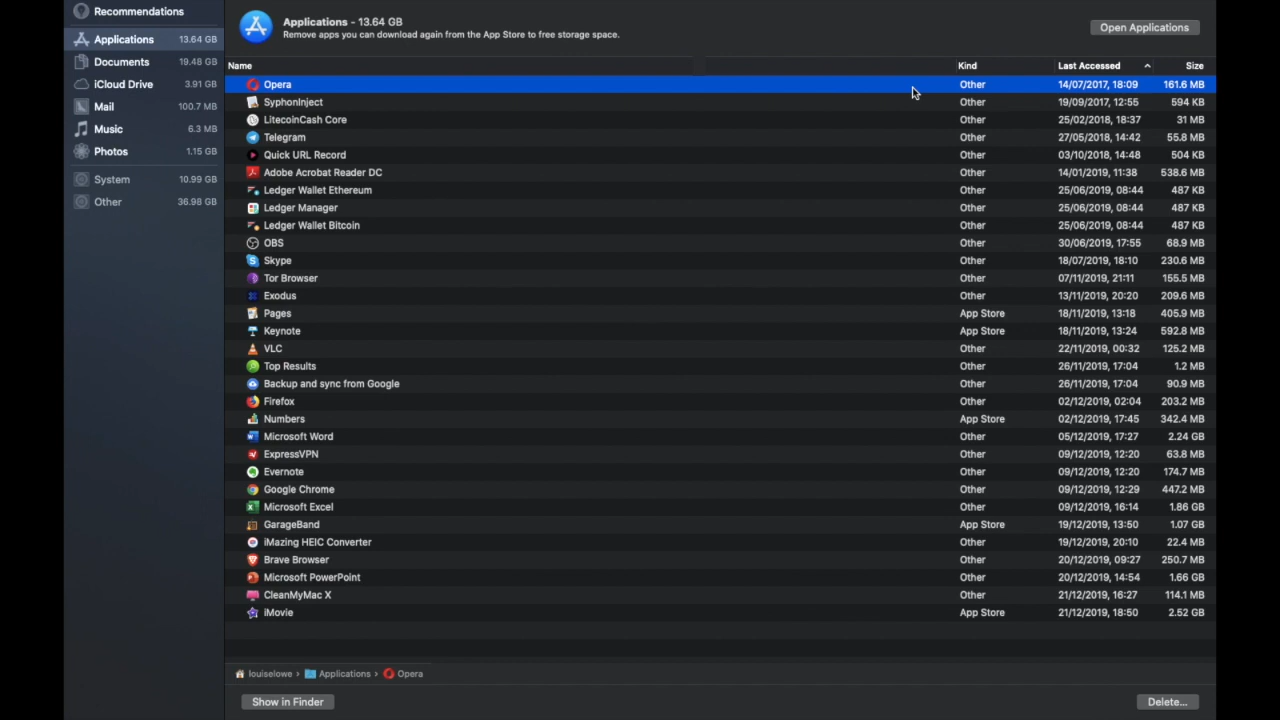 Recommendations
Applications 13.64 GB
Documents 19.48 GB
iCloud Drive 3.91 GB
Mail 100.7 MB
Music 6.3 MB
Photos 1.15 GB
System 10.99 GB
Other 36.98 GB
Applications - 13.64 GB
Remove apps you can download again from the App Store to free storage space.
Open Applications
Name Kind Last Accessed Size
Opera Other 14/07/2017, 18:09 161.6 MB
SyphonInject Other 19/09/2017, 12:55 594 KB
LitecoinCash Core Other 25/02/2018, 18:37 31 MB
Telegram Other 27/05/2018, 14:42 55.8 MB
Quick URL Record Other 03/10/2018, 14:48 504 KB
Adobe Acrobat Reader DC Other 14/01/2019, 11:38 538.6 MB
Ledger Wallet Ethereum Other 25/06/2019, 08:44 487 KB
Ledger Manager Other 25/06/2019, 08:44 487 KB
Ledger Wallet Bitcoin Other 25/06/2019, 08:44 487 KB
OBS Other 30/06/2019, 17:55 68.9 MB
Skype Other 18/07/2019, 18:10 230.6 MB
Tor Browser Other 07/11/2019, 21:11 155.5 MB
Exodus Other 13/11/2019, 20:20 209.6 MB
Pages App Store 18/11/2019, 13:18 405.9 MB
Keynote App Store 18/11/2019, 13:24 592.8 MB
VLC Other 22/11/2019, 00:32 125.2 MB
Top Results Other 26/11/2019, 17:04 1.2 MB
Backup and sync from Google Other 26/11/2019, 17:04 90.9 MB
Firefox Other 02/12/2019, 02:04 203.2 MB
Numbers App Store 02/12/2019, 17:45 342.4 MB
Microsoft Word Other 05/12/2019, 17:27 2.24 GB
ExpressVPN Other 09/12/2019, 12:20 63.8 MB
Evernote Other 09/12/2019, 12:20 174.7 MB
Google Chrome Other 09/12/2019, 12:29 447.2 MB
Microsoft Excel Other 09/12/2019, 16:14 1.86 GB
GarageBand App Store 19/12/2019, 13:50 1.07 GB
iMazing HEIC Converter Other 19/12/2019, 20:10 22.4 MB
Brave Browser Other 20/12/2019, 09:27 250.7 MB
Microsoft PowerPoint Other 20/12/2019, 14:54 1.66 GB
CleanMyMac X Other 21/12/2019, 16:27 114.1 MB
iMovie App Store 21/12/2019, 18:50 2.52 GB
louiselowe › Applications › Opera
Show in Finder Delete...